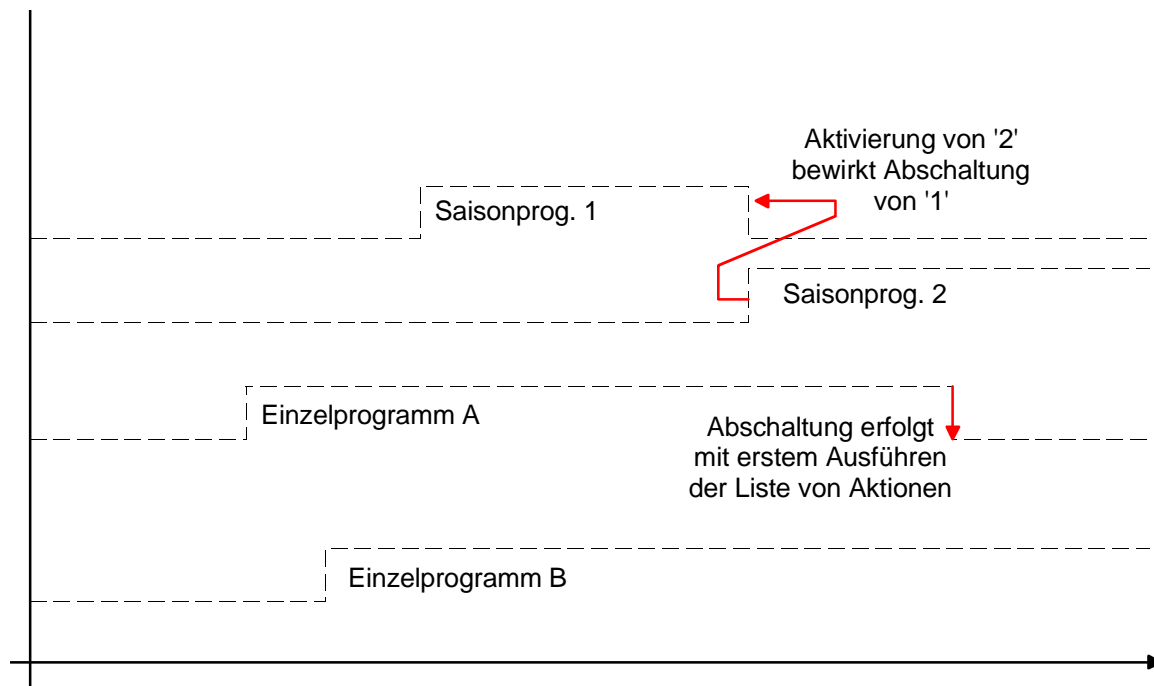 Aktivierung von '2'
bewirkt Abschaltung
von '1'
Saisonprog. 1
Saisonprog. 2
Einzelprogramm A
Abschaltung erfolgt
mit erstem Ausführen
der Liste von Aktionen
Einzelprogramm B